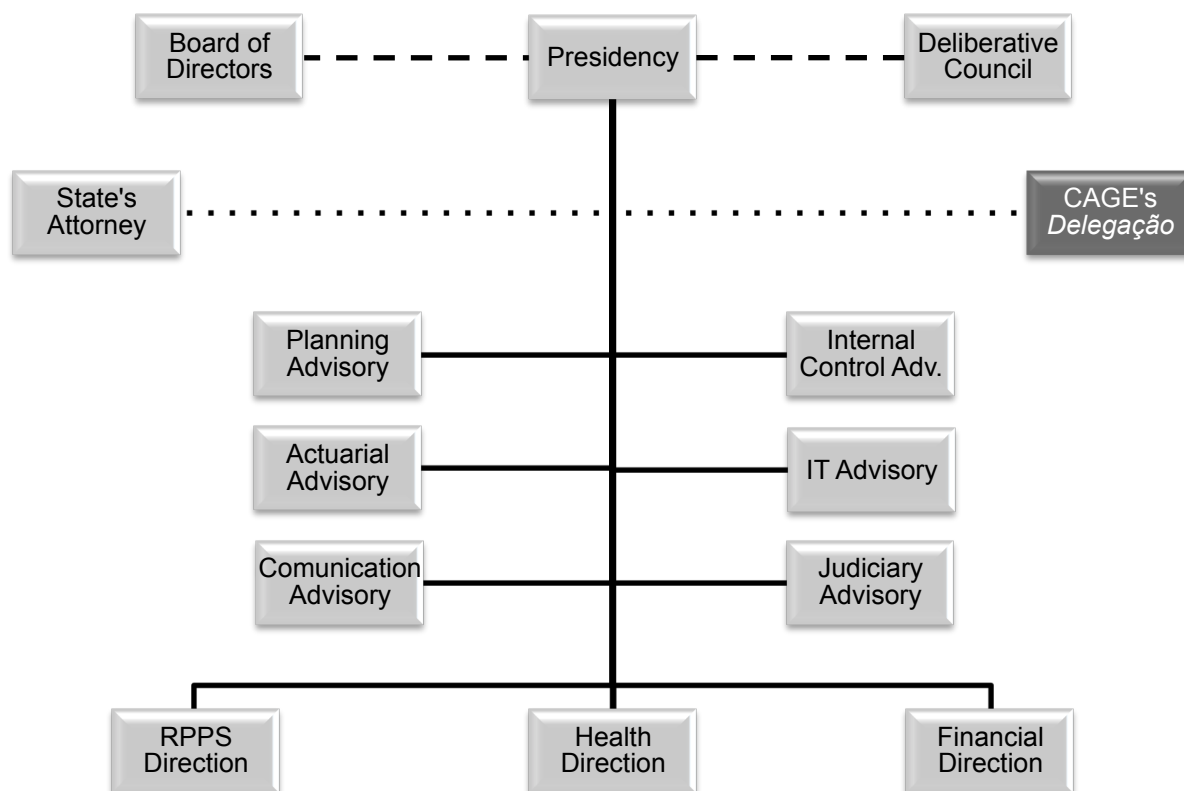 Board of
Directors
Presidency
Deliberative
Council
State's
Attorney
CAGE's
Delegação
Planning
Advisory
Internal
Control Adv.
Actuarial
Advisory
IT Advisory
Comunication
Advisory
Judiciary
Advisory
RPPS
Direction
Health
Direction
Financial
Direction